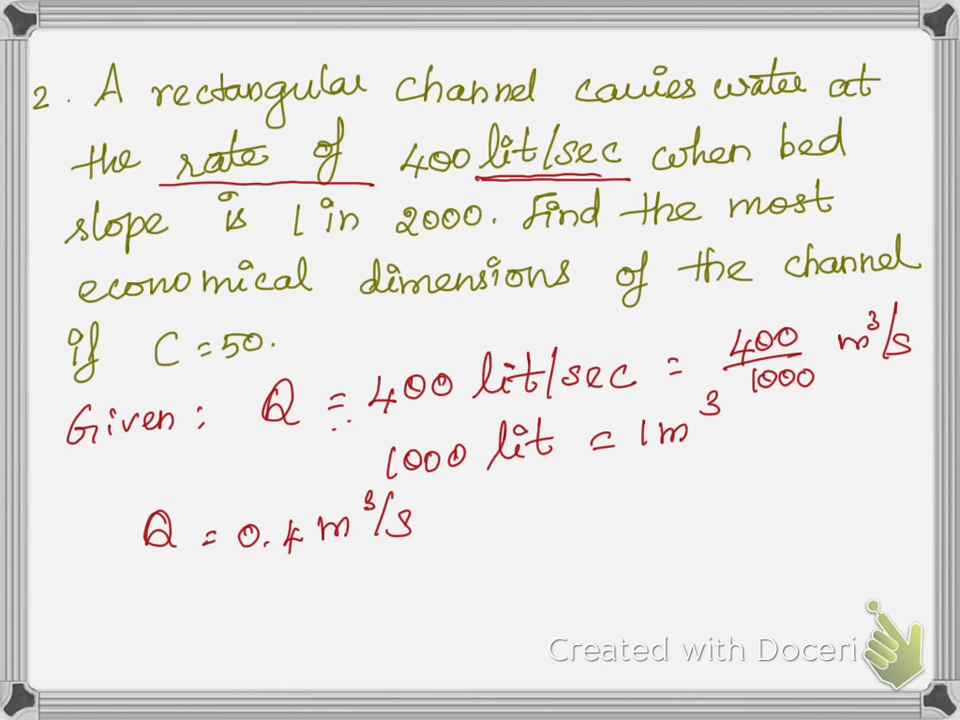 2. A rectangular channel carries water at
the rate of 400 lit/sec when bed
slope is 1 in 2000. Find the most
economical dimensions of the channel
if C = 50.
Given : Q = 400 lit/sec = 400/1000 m³/s
1000 lit = 1m³
Q = 0.4 m³/s
Created with Doceri